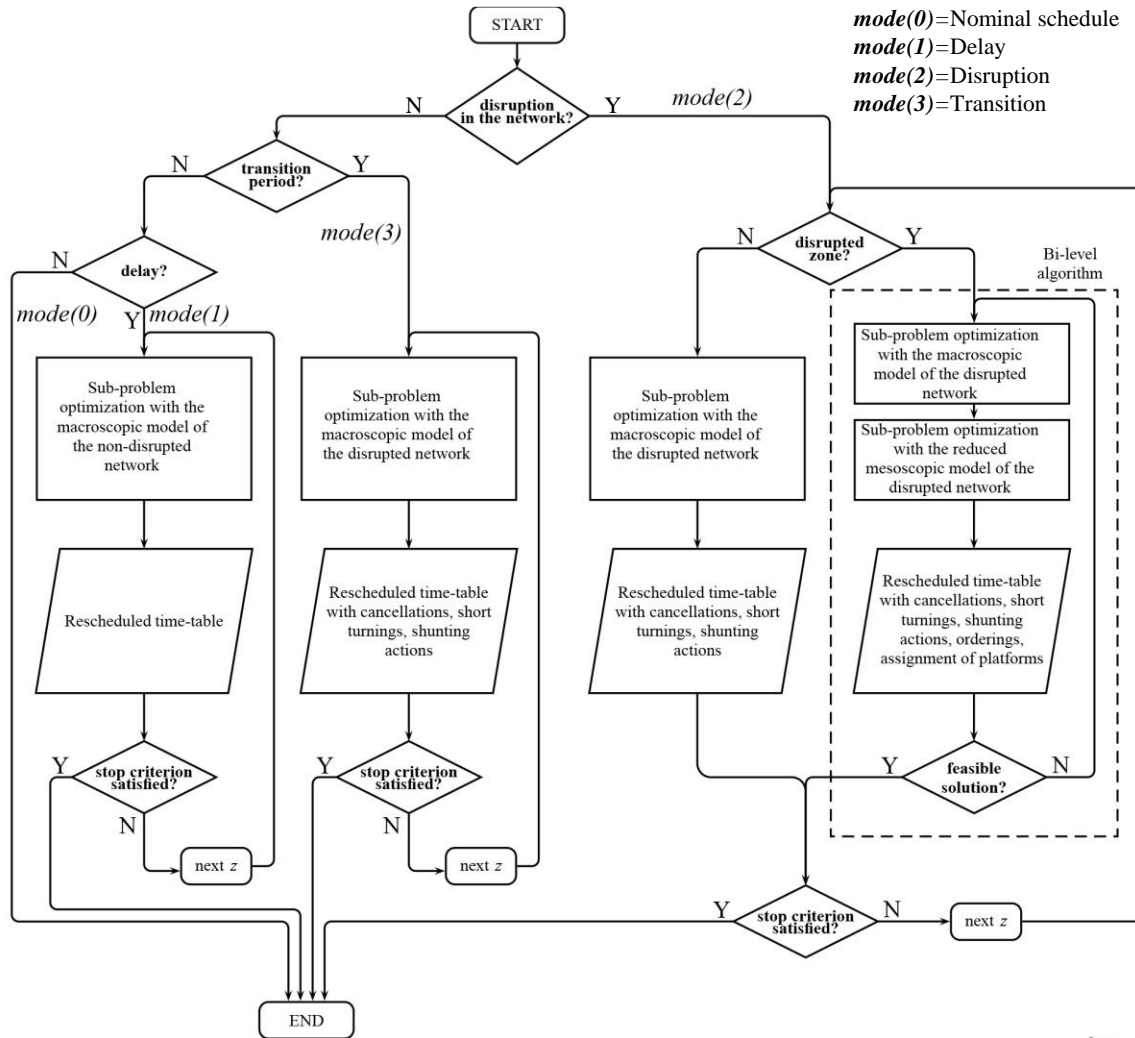 START
mode(0)=Nominal schedule
mode(1)=Delay
mode(2)=Disruption
mode(3)=Transition
disruption
in the network?
N
Y
mode(2)
transition
period?
N
Y
mode(3)
delay?
N
mode(0)
Y
mode(1)
disrupted
zone?
N
Y
Bi-level
algorithm
Sub-problem
optimization with the
macroscopic model of
the non-disrupted
network
Sub-problem
optimization with the
macroscopic model of
the disrupted network
Sub-problem
optimization with the
macroscopic model of
the disrupted network
Sub-problem optimization
with the macroscopic
model of the disrupted
network
Sub-problem optimization
with the reduced
mesoscopic model of the
disrupted network
Rescheduled time-table
Rescheduled time-table
with cancellations, short
turnings, shunting
actions
Rescheduled time-table
with cancellations, short
turnings, shunting
actions
Rescheduled time-table
with cancellations, short
turnings, shunting
actions, orderings,
assignment of platforms
Y
stop criterion
satisfied?
N
next z
Y
stop criterion
satisfied?
N
next z
Y
feasible
solution?
N
Y
stop criterion
satisfied?
N
next z
END